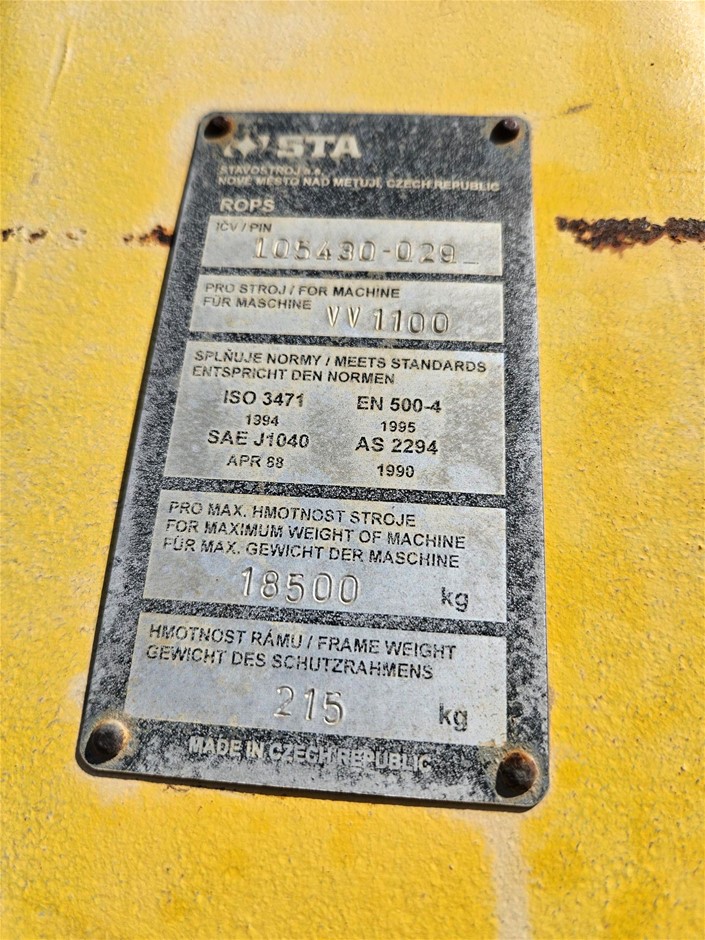 STA
STAVOSTROJ a.s.
NOVÉ MĚSTO NAD METUJÍ, CZECH REPUBLIC
ROPS
IČV / PIN
105430-029_
PRO STROJ / FOR MACHINE
FÜR MASCHINE VV 1100
SPLŇUJE NORMY / MEETS STANDARDS
ENTSPRICHT DEN NORMEN
ISO 3471 EN 500-4
1994 1995
SAE J1040 AS 2294
APR 88 1990
PRO MAX. HMOTNOST STROJE
FOR MAXIMUM WEIGHT OF MACHINE
FÜR MAX. GEWICHT DER MASCHINE
18500 kg
HMOTNOST RÁMU / FRAME WEIGHT
GEWICHT DES SCHUTZRAHMENS
215 kg
MADE IN CZECH REPUBLIC